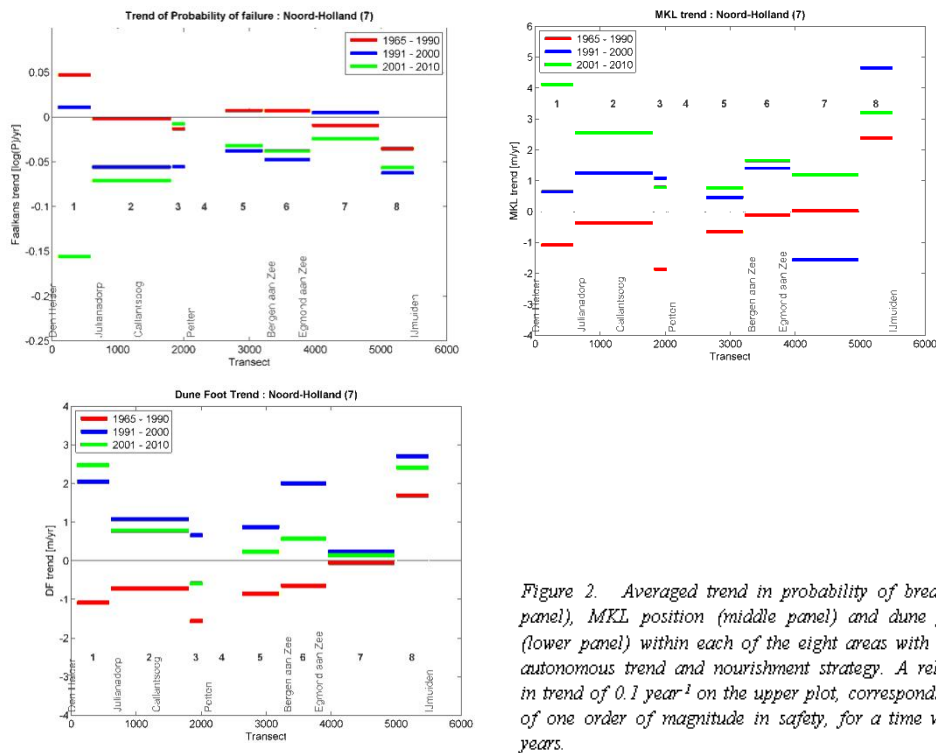 Trend of Probability of failure : Noord-Holland (7)
1965 - 1990
1991 - 2000
2001 - 2010
Faalkans trend [log(P)/yr]
0.05
0
-0.05
-0.1
-0.15
-0.2
-0.25
1 2 3 4 5 6 7 8
Den Helder
Julianadorp
Callantsoog
Petten
Bergen aan Zee
Egmond aan Zee
IJmuiden
0 1000 2000 3000 4000 5000 6000
Transect
MKL trend : Noord-Holland (7)
1965 - 1990
1991 - 2000
2001 - 2010
MKL trend [m/yr]
6
5
4
3
2
1
0
-1
-2
-3
-4
1 2 3 4 5 6 7 8
Den Helder
Julianadorp
Callantsoog
Petten
Bergen aan Zee
Egmond aan Zee
IJmuiden
0 1000 2000 3000 4000 5000 6000
Transect
Dune Foot Trend : Noord-Holland (7)
1965 - 1990
1991 - 2000
2001 - 2010
DF trend [m/yr]
4
3
2
1
0
-1
-2
-3
-4
1 2 3 4 5 6 7 8
Den Helder
Julianadorp
Callantsoog
Petten
Bergen aan Zee
Egmond aan Zee
IJmuiden
0 1000 2000 3000 4000 5000 6000
Transect
Figure 2. Averaged trend in probability of brea
panel), MKL position (middle panel) and dune
(lower panel) within each of the eight areas with
autonomous trend and nourishment strategy. A rel
in trend of 0.1 year-1 on the upper plot, corresponds
of one order of magnitude in safety, for a time
years.